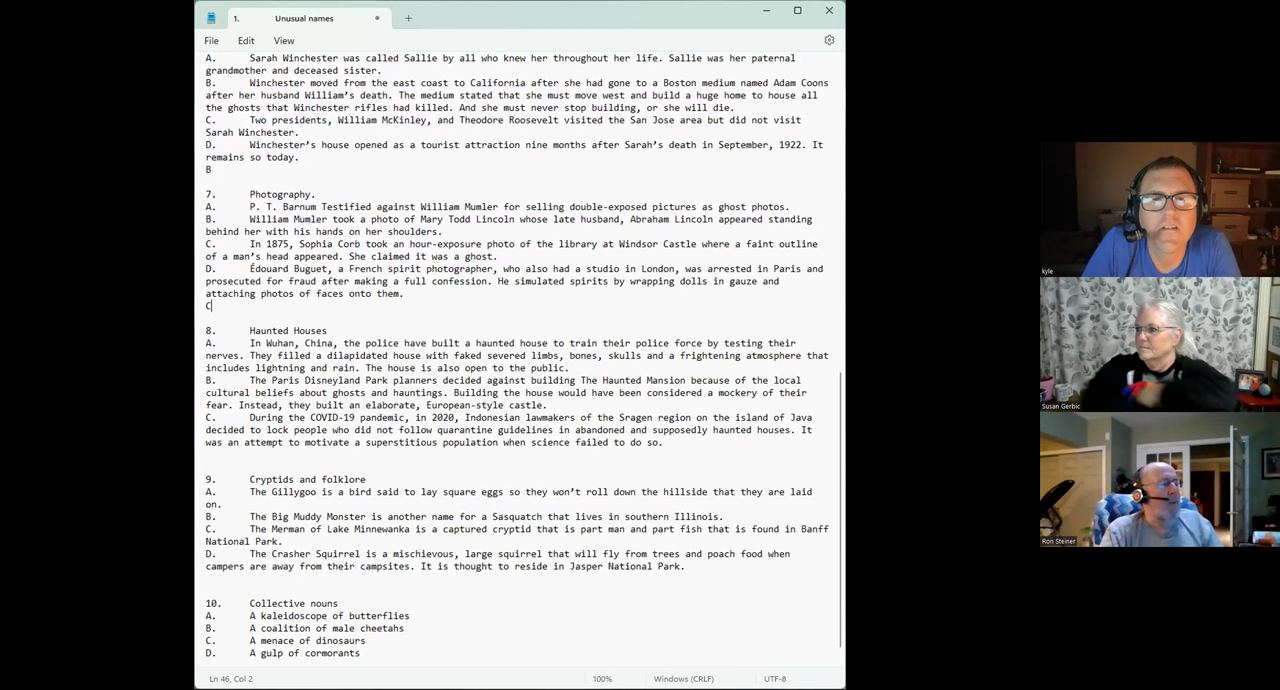 1. Unusual names
File Edit View
A. Sarah Winchester was called Sallie by all who knew her throughout her life. Sallie was her paternal
grandmother and deceased sister.
B. Winchester moved from the east coast to California after she had gone to a Boston medium named Adam Coons
after her husband William's death. The medium stated that she must move west and build a huge home to house all
the ghosts that Winchester rifles had killed. And she must never stop building, or she will die.
C. Two presidents, William McKinley, and Theodore Roosevelt visited the San Jose area but did not visit
Sarah Winchester.
D. Winchester's house opened as a tourist attraction nine months after Sarah's death in September, 1922. It
remains so today.
B
7. Photography.
A. P. T. Barnum Testified against William Mumler for selling double-exposed pictures as ghost photos.
B. William Mumler took a photo of Mary Todd Lincoln whose late husband, Abraham Lincoln appeared standing
behind her with his hands on her shoulders.
C. In 1875, Sophia Corb took an hour-exposure photo of the library at Windsor Castle where a faint outline
of a man's head appeared. She claimed it was a ghost.
D. Édouard Buguet, a French spirit photographer, who also had a studio in London, was arrested in Paris and
prosecuted for fraud after making a full confession. He simulated spirits by wrapping dolls in gauze and
attaching photos of faces onto them.
C
8. Haunted Houses
A. In Wuhan, China, the police have built a haunted house to train their police force by testing their
nerves. They filled a dilapidated house with faked severed limbs, bones, skulls and a frightening atmosphere that
includes lightning and rain. The house is also open to the public.
B. The Paris Disneyland Park planners decided against building The Haunted Mansion because of the local
cultural beliefs about ghosts and hauntings. Building the house would have been considered a mockery of their
fear. Instead, they built an elaborate, European-style castle.
C. During the COVID-19 pandemic, in 2020, Indonesian lawmakers of the Sragen region on the island of Java
decided to lock people who did not follow quarantine guidelines in abandoned and supposedly haunted houses. It
was an attempt to motivate a superstitious population when science failed to do so.
9. Cryptids and folklore
A. The Gillygoo is a bird said to lay square eggs so they won't roll down the hillside that they are laid
on.
B. The Big Muddy Monster is another name for a Sasquatch that lives in southern Illinois.
C. The Merman of Lake Minnewanka is a captured cryptid that is part man and part fish that is found in Banff
National Park.
D. The Crasher Squirrel is a mischievous, large squirrel that will fly from trees and poach food when
campers are away from their campsites. It is thought to reside in Jasper National Park.
10. Collective nouns
A. A kaleidoscope of butterflies
B. A coalition of male cheetahs
C. A menace of dinosaurs
D. A gulp of cormorants
Ln 46, Col 2 100% Windows (CRLF) UTF-8
kyle
Susan Gerbic
Ron Steiner